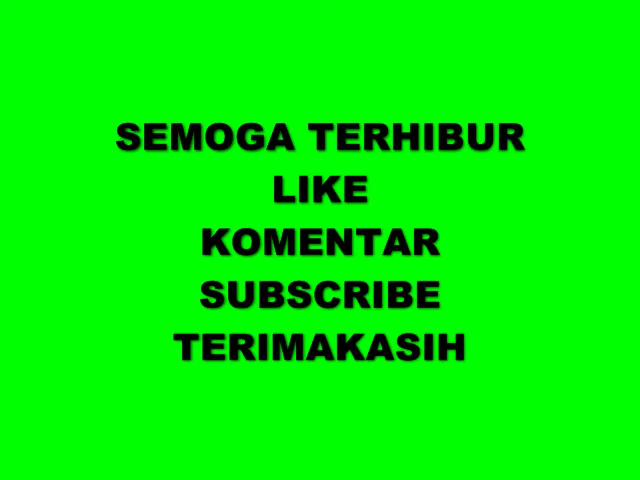 SEMOGA TERHIBUR
LIKE
KOMENTAR
SUBSCRIBE
TERIMAKASIH